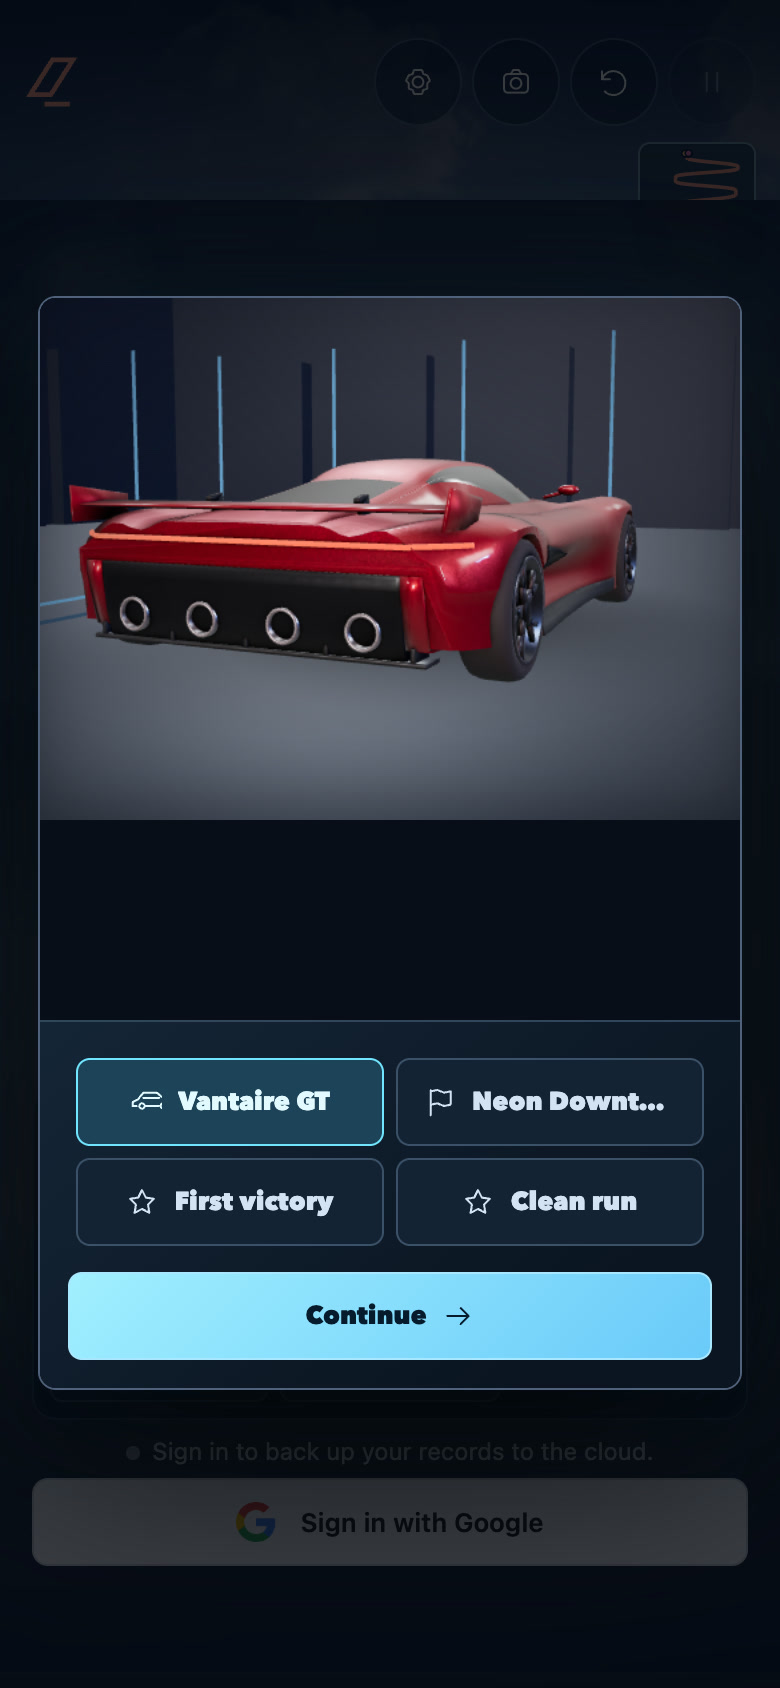 Vantaire GT
Neon Downt...
First victory
Clean run
Continue
Sign in to back up your records to the cloud.
Sign in with Google